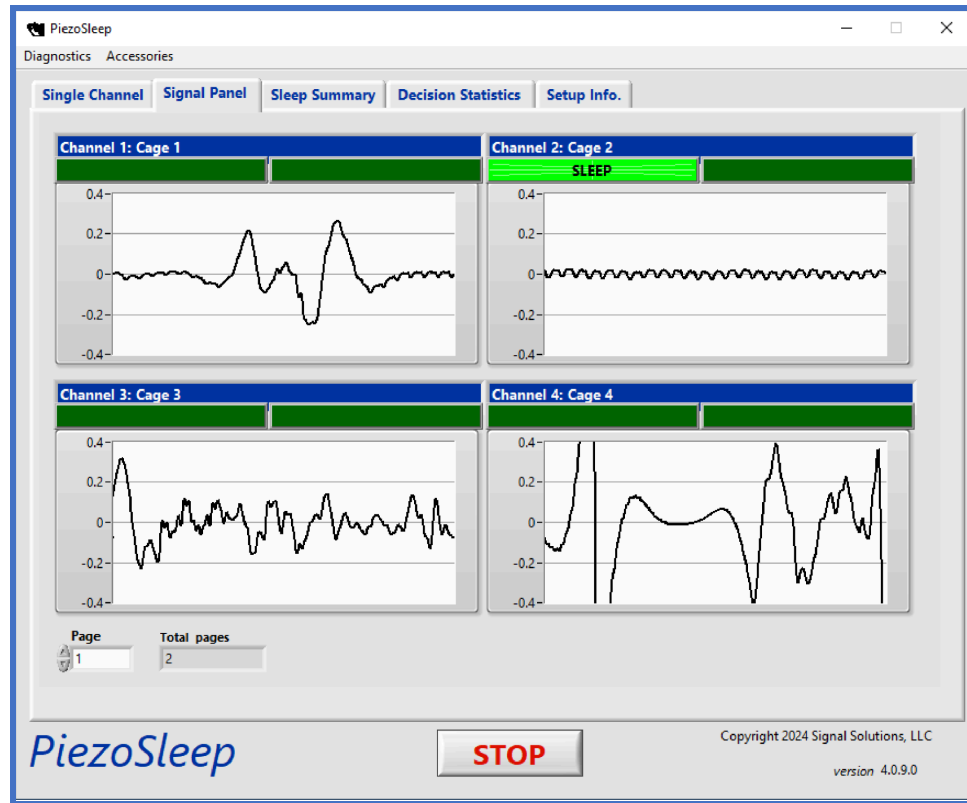 PiezoSleep
Diagnostics Accessories
Single Channel Signal Panel Sleep Summary Decision Statistics Setup Info.
Channel 1: Cage 1
0.4
0.2
0
-0.2
-0.4
Channel 2: Cage 2
SLEEP
0.4
0.2
0
-0.2
-0.4
Channel 3: Cage 3
0.4
0.2
0
-0.2
-0.4
Channel 4: Cage 4
0.4
0.2
0
-0.2
-0.4
Page Total pages
1 2
PiezoSleep
STOP
Copyright 2024 Signal Solutions, LLC
version 4.0.9.0